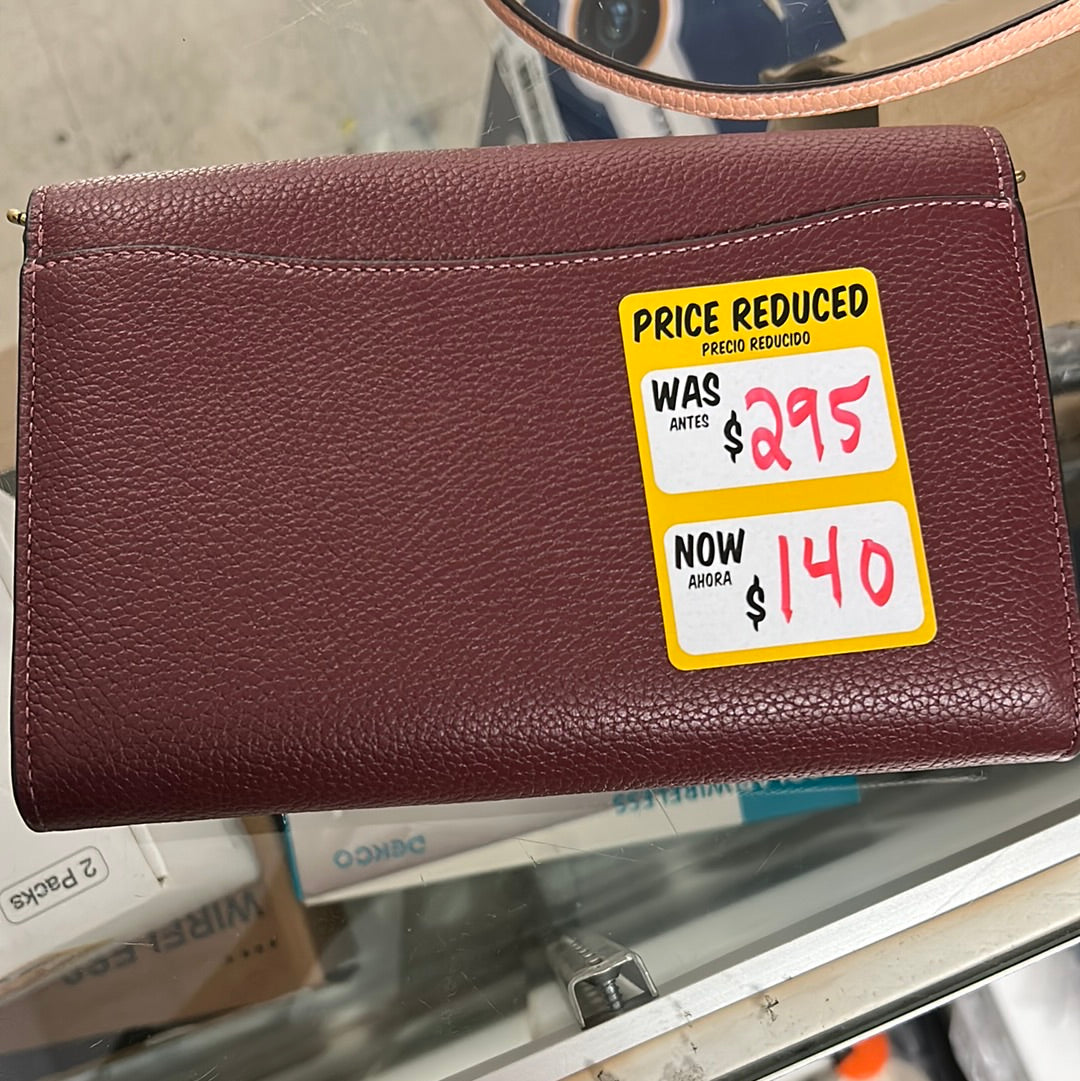 PRICE REDUCED
PRECIO REDUCIDO
WAS
ANTES
$295
NOW
AHORA
$140
WIRELESS
DEKCO
2 Packs
WIRELESS